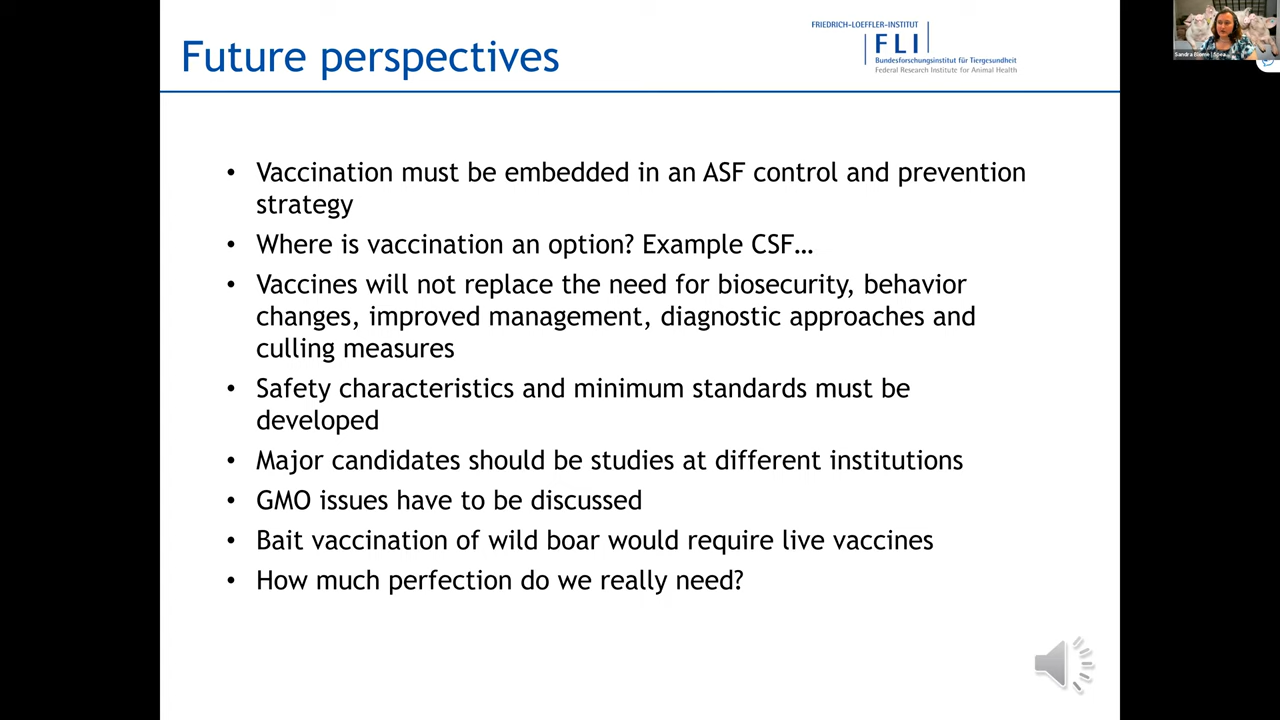 Future perspectives
FRIEDRICH-LOEFFLER-INSTITUT
FLI
Bundesforschungsinstitut für Tiergesundheit
Federal Research Institute for Animal Health
• Vaccination must be embedded in an ASF control and prevention
strategy
• Where is vaccination an option? Example CSF…
• Vaccines will not replace the need for biosecurity, behavior
changes, improved management, diagnostic approaches and
culling measures
• Safety characteristics and minimum standards must be
developed
• Major candidates should be studies at different institutions
• GMO issues have to be discussed
• Bait vaccination of wild boar would require live vaccines
• How much perfection do we really need?